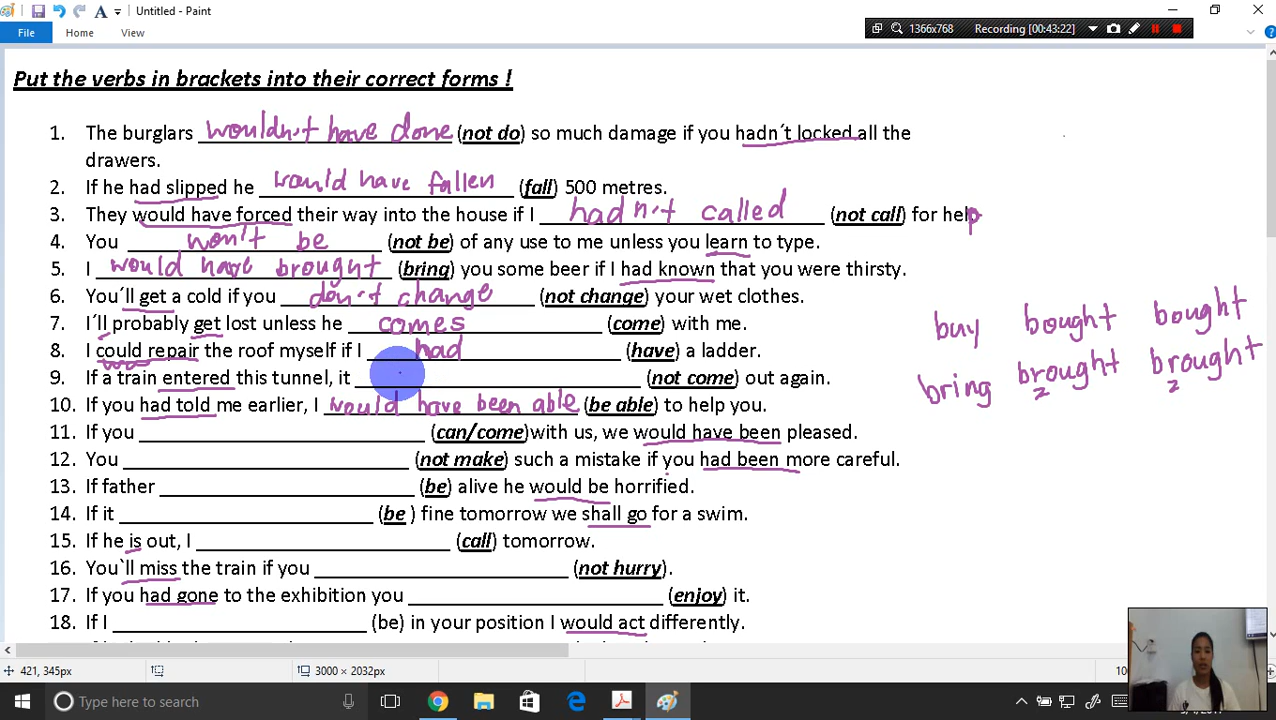 Untitled - Paint
1366x768 Recording [00:43:22]
File Home View
Put the verbs in brackets into their correct forms !
1. The burglars wouldn't have done (not do) so much damage if you hadn´t locked all the
drawers.
2. If he had slipped he would have fallen (fall) 500 metres.
3. They would have forced their way into the house if I hadn't called (not call) for help
4. You won't be (not be) of any use to me unless you learn to type.
5. I would have brought (bring) you some beer if I had known that you were thirsty.
6. You´ll get a cold if you don't change (not change) your wet clothes.
7. I´ll probably get lost unless he comes (come) with me.
8. I could repair the roof myself if I had (have) a ladder.
9. If a train entered this tunnel, it (not come) out again.
10. If you had told me earlier, I would have been able (be able) to help you.
11. If you (can/come)with us, we would have been pleased.
12. You (not make) such a mistake if you had been more careful.
13. If father (be) alive he would be horrified.
14. If it (be ) fine tomorrow we shall go for a swim.
15. If he is out, I (call) tomorrow.
16. You`ll miss the train if you (not hurry).
17. If you had gone to the exhibition you (enjoy) it.
18. If I (be) in your position I would act differently.
buy bought bought
bring brought brought
2 2
421, 345px 3000 × 2032px
Type here to search